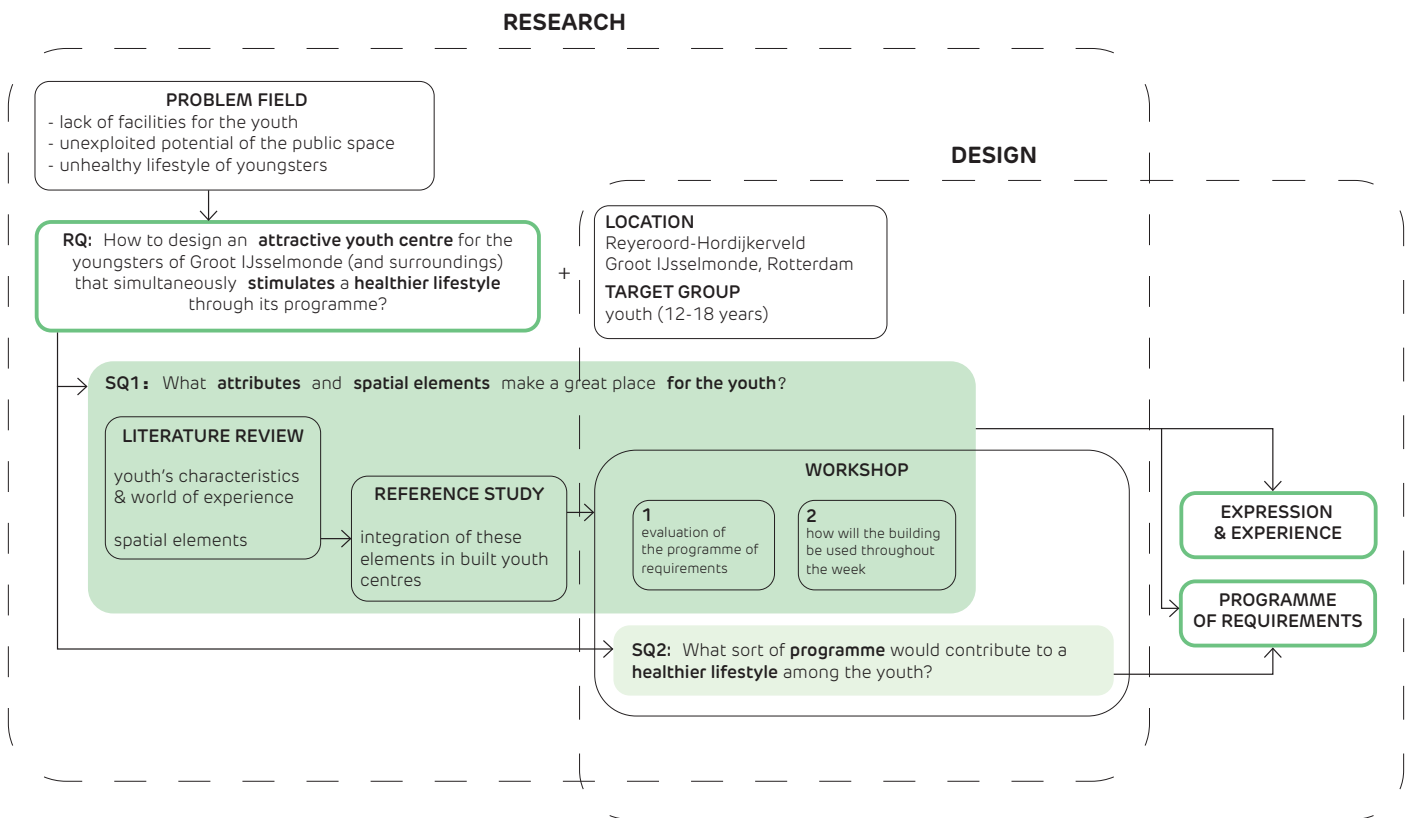 RESEARCH
PROBLEM FIELD
- lack of facilities for the youth
- unexploited potential of the public space
- unhealthy lifestyle of youngsters
DESIGN
RQ: How to design an attractive youth centre for the
youngsters of Groot IJsselmonde (and surroundings)
that simultaneously stimulates a healthier lifestyle
through its programme?
+
LOCATION
Reyeroord-Hordijkerveld
Groot IJsselmonde, Rotterdam
TARGET GROUP
youth (12-18 years)
SQ1: What attributes and spatial elements make a great place for the youth?
LITERATURE REVIEW
youth's characteristics
& world of experience
spatial elements
REFERENCE STUDY
integration of these
elements in built youth
centres
WORKSHOP
1
evaluation of
the programme of
requirements
2
how will the building
be used throughout
the week
SQ2: What sort of programme would contribute to a
healthier lifestyle among the youth?
EXPRESSION
& EXPERIENCE
PROGRAMME
OF REQUIREMENTS